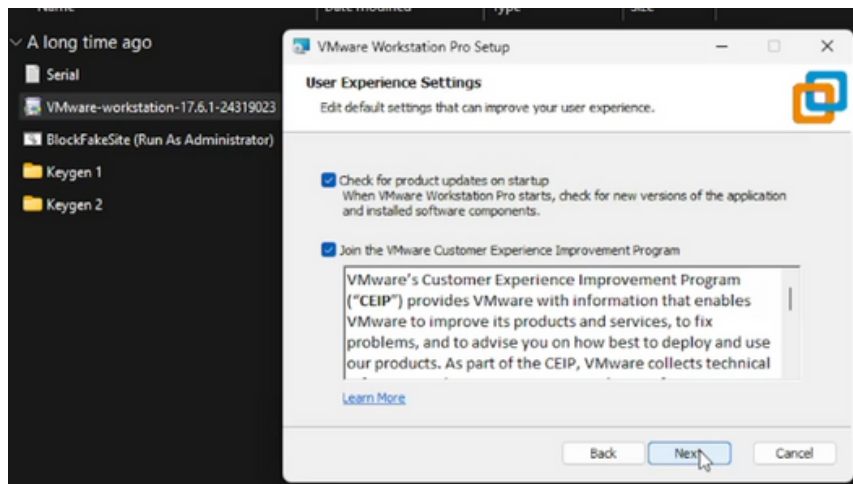 Name Date modified Type Size
A long time ago
Serial
VMware-workstation-17.6.1-24319023
BlockFakeSite (Run As Administrator)
Keygen 1
Keygen 2
VMware Workstation Pro Setup
User Experience Settings
Edit default settings that can improve your user experience.
Check for product updates on startup
When VMware Workstation Pro starts, check for new versions of the application
and installed software components.
Join the VMware Customer Experience Improvement Program
VMware's Customer Experience Improvement Program
("CEIP") provides VMware with information that enables
VMware to improve its products and services, to fix
problems, and to advise you on how best to deploy and use
our products. As part of the CEIP, VMware collects technical
Learn More
Back Next Cancel